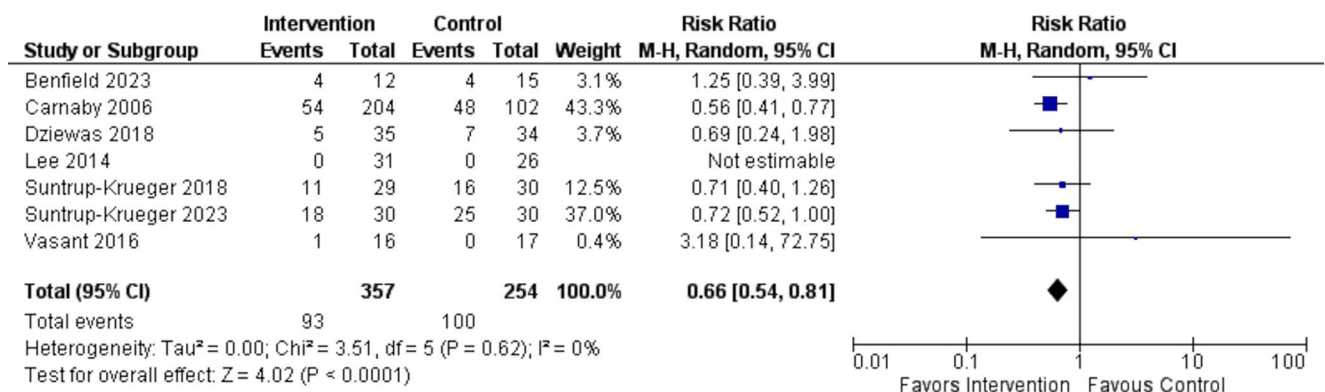 Intervention Control Risk Ratio Risk Ratio
Study or Subgroup Events Total Events Total Weight M-H, Random, 95% CI M-H, Random, 95% CI
Benfield 2023 4 12 4 15 3.1% 1.25 [0.39, 3.99]
Carnaby 2006 54 204 48 102 43.3% 0.56 [0.41, 0.77]
Dziewas 2018 5 35 7 34 3.7% 0.69 [0.24, 1.98]
Lee 2014 0 31 0 26 Not estimable
Suntrup-Krueger 2018 11 29 16 30 12.5% 0.71 [0.40, 1.26]
Suntrup-Krueger 2023 18 30 25 30 37.0% 0.72 [0.52, 1.00]
Vasant 2016 1 16 0 17 0.4% 3.18 [0.14, 72.75]
Total (95% CI) 357 254 100.0% 0.66 [0.54, 0.81]
Total events 93 100
Heterogeneity: Tau² = 0.00; Chi² = 3.51, df = 5 (P = 0.62); I² = 0%
Test for overall effect: Z = 4.02 (P < 0.0001)
0.01 0.1 1 10 100
Favors Intervention Favous Control